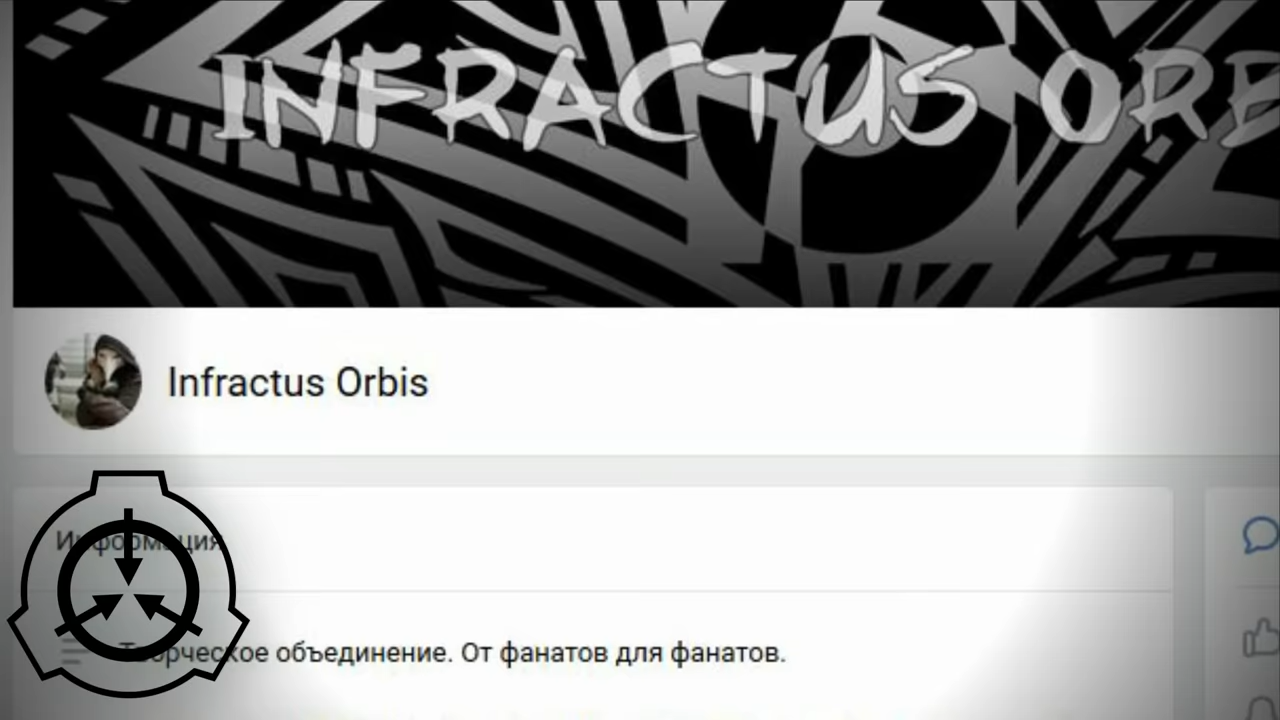 INFRACTUS ORB
Infractus Orbis
Информация
Творческое объединение. От фанатов для фанатов.